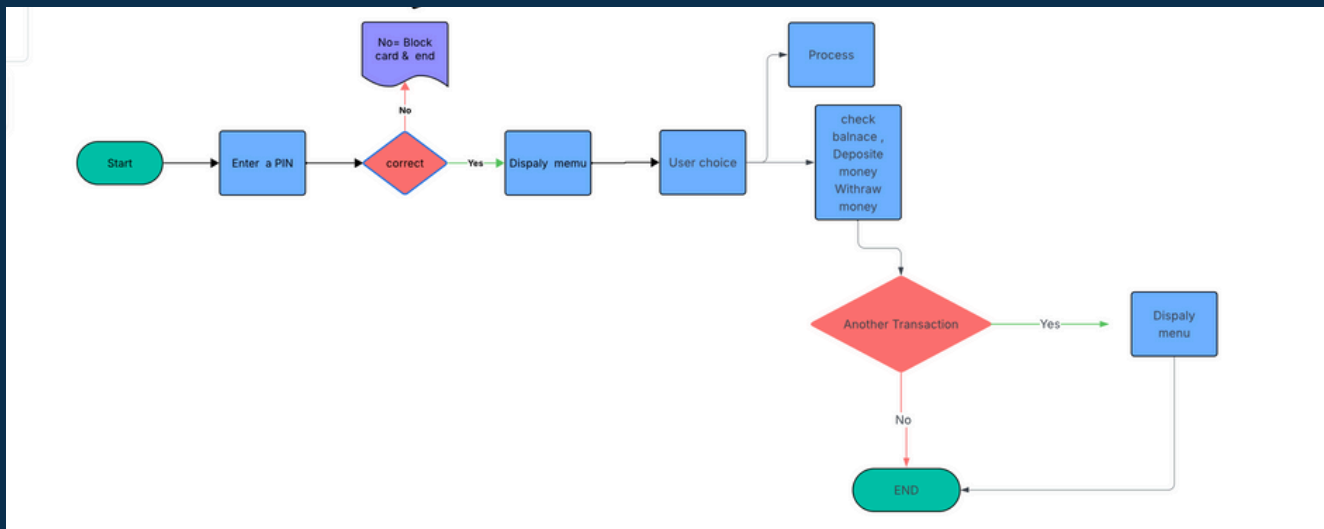 No= Block
card & end
Process
No
Start
Enter a PIN
correct
Yes
Dispaly memu
User choice
check
balnace ,
Deposite
money
Withraw
money
Another Transaction
Yes
Dispaly
menu
No
END